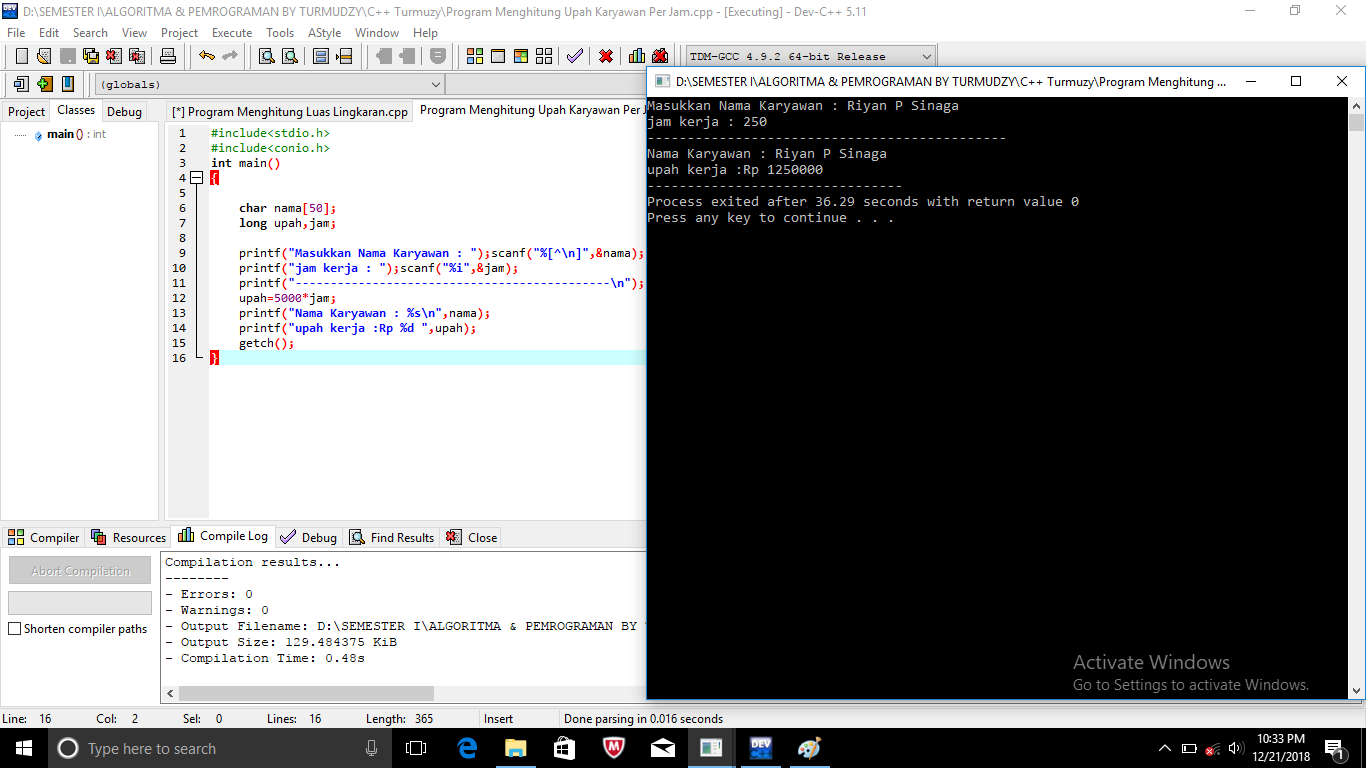 D:\SEMESTER I\ALGORITMA & PEMROGRAMAN BY TURMUDZY\C++ Turmuzy\Program Menghitung Upah Karyawan Per Jam.cpp - [Executing] - Dev-C++ 5.11
File Edit Search View Project Execute Tools AStyle Window Help
TDM-GCC 4.9.2 64-bit Release
(globals)
Project Classes Debug
[*] Program Menghitung Luas Lingkaran.cpp Program Menghitung Upah Karyawan Per
main () : int
1 #include<stdio.h>
2 #include<conio.h>
3 int main()
4 {
5
6 char nama[50];
7 long upah,jam;
8
9 printf("Masukkan Nama Karyawan : ");scanf("%[^\n]",&nama);
10 printf("jam kerja : ");scanf("%i",&jam);
11 printf("---------------------------------------------\n");
12 upah=5000*jam;
13 printf("Nama Karyawan : %s\n",nama);
14 printf("upah kerja :Rp %d ",upah);
15 getch();
16 }
D:\SEMESTER I\ALGORITMA & PEMROGRAMAN BY TURMUDZY\C++ Turmuzy\Program Menghitung ...
Masukkan Nama Karyawan : Riyan P Sinaga
jam kerja : 250
---------------------------------------------
Nama Karyawan : Riyan P Sinaga
upah kerja :Rp 1250000
--------------------------------
Process exited after 36.29 seconds with return value 0
Press any key to continue . . .
Activate Windows
Go to Settings to activate Windows.
Compiler Resources Compile Log Debug Find Results Close
Abort Compilation
Shorten compiler paths
Compilation results...
--------
- Errors: 0
- Warnings: 0
- Output Filename: D:\SEMESTER I\ALGORITMA & PEMROGRAMAN BY
- Output Size: 129.484375 KiB
- Compilation Time: 0.48s
Line: 16 Col: 2 Sel: 0 Lines: 16 Length: 365 Insert Done parsing in 0.016 seconds
Type here to search
DEV
10:33 PM
12/21/2018
1